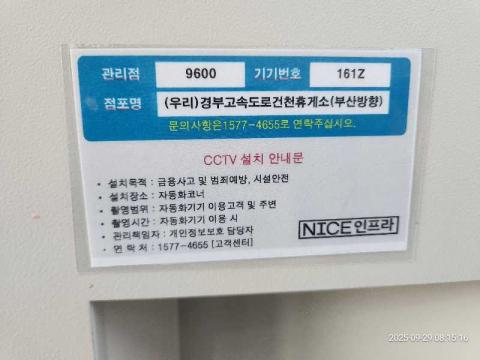 관리점 9600 기기번호 161Z
점포명 (우리)경부고속도로건천휴게소(부산방향)
문의사항은1577-4655로 연락주십시오.
CCTV 설치 안내문
• 설치목적 : 금융사고 및 범죄예방, 시설안전
• 설치장소 : 자동화코너
• 촬영범위 : 자동화기기 이용고객 및 주변
• 촬영시간 : 자동화기기 이용 시
• 관리책임자 : 개인정보보호 담당자
• 연 락 처 : 1577-4655 [고객센터]
NICE인프라
2025-09-29 08:15:16